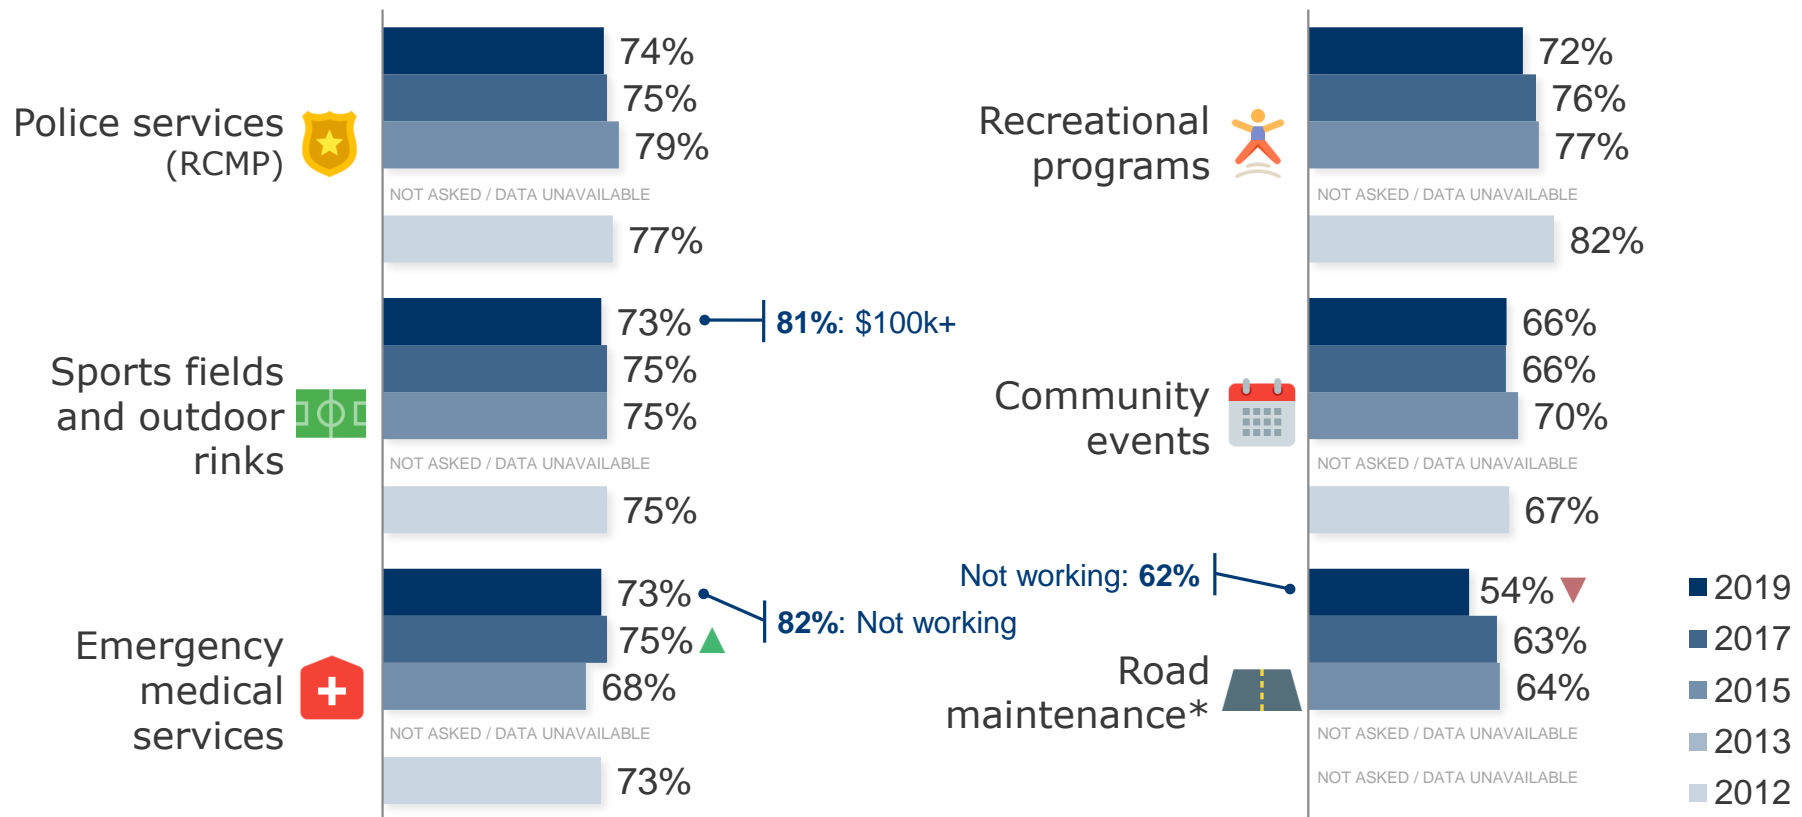 Police services
(RCMP)
74%
75%
79%
NOT ASKED / DATA UNAVAILABLE
77%
Sports fields
and outdoor
rinks
73%
81%: $100k+
75%
75%
NOT ASKED / DATA UNAVAILABLE
75%
Emergency
medical
services
73%
82%: Not working
75%
68%
NOT ASKED / DATA UNAVAILABLE
73%
Recreational
programs
72%
76%
77%
NOT ASKED / DATA UNAVAILABLE
82%
Community
events
66%
66%
70%
NOT ASKED / DATA UNAVAILABLE
67%
Not working: 62%
Road
maintenance*
54%
63%
64%
NOT ASKED / DATA UNAVAILABLE
NOT ASKED / DATA UNAVAILABLE
2019
2017
2015
2013
2012